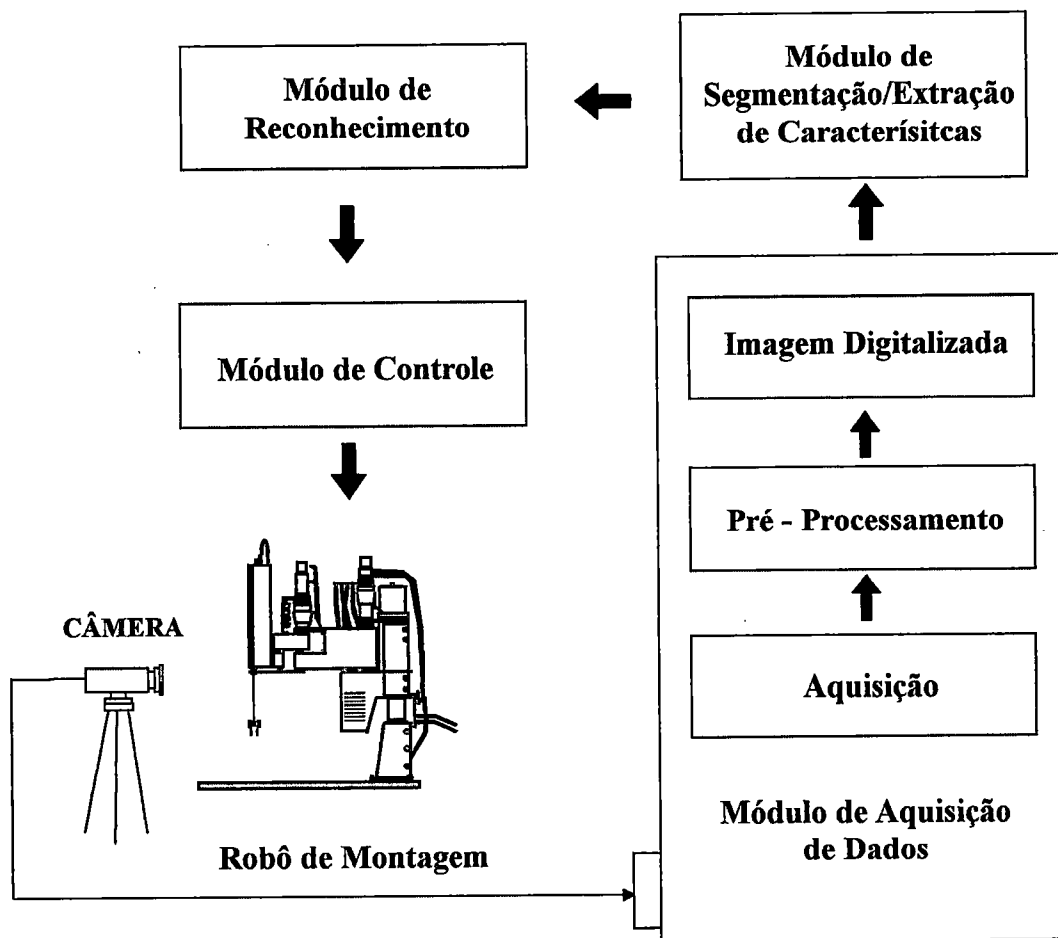 Módulo de
Reconhecimento
Módulo de
Segmentação/Extração
de Caracterísitcas
Módulo de Controle
Imagem Digitalizada
Pré - Processamento
Aquisição
Módulo de Aquisição
de Dados
CÂMERA
Robô de Montagem